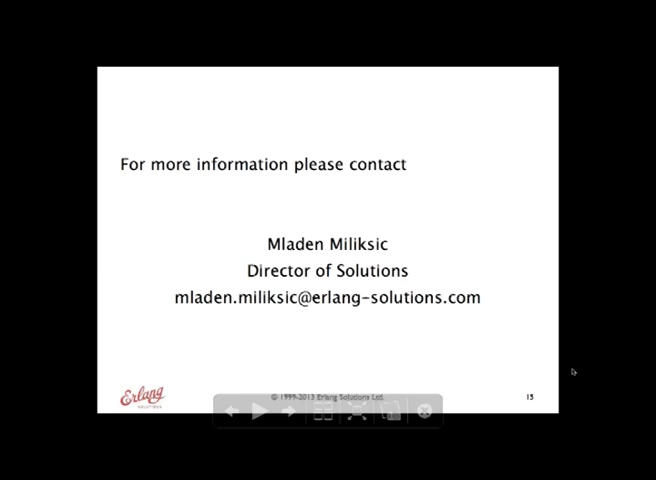 For more information please contact
Mladen Miliksic
Director of Solutions
mladen.miliksic@erlang-solutions.com
Erlang
SOLUTIONS
© 1999-2013 Erlang Solutions Ltd.
15